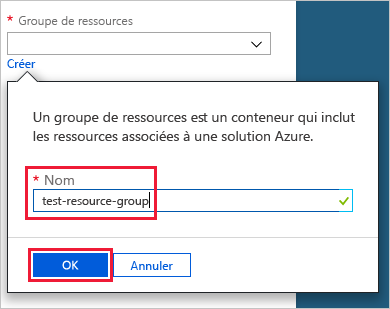 * Groupe de ressources
Créer
Un groupe de ressources est un conteneur qui inclut
les ressources associées à une solution Azure.
* Nom
test-resource-group
OK Annuler